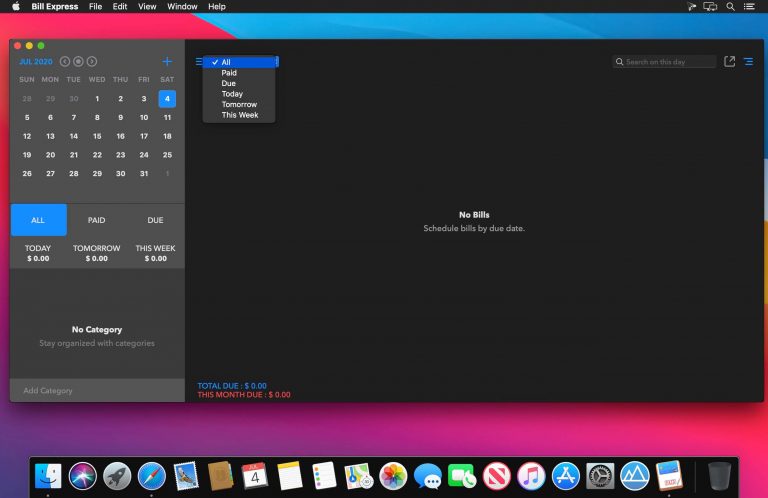 Bill Express File Edit View Window Help
JUL 2020
SUN MON TUE WED THU FRI SAT
28 29 30 1 2 3 4
5 6 7 8 9 10 11
12 13 14 15 16 17 18
19 20 21 22 23 24 25
26 27 28 29 30 31 1
ALL PAID DUE
TODAY TOMORROW THIS WEEK
$ 0.00 $ 0.00 $ 0.00
No Category
Stay organized with categories
Add Category
✓ All
Paid
Due
Today
Tomorrow
This Week
Search on this day
No Bills
Schedule bills by due date.
TOTAL DUE : $ 0.00
THIS MONTH DUE : $ 0.00
JUL
4